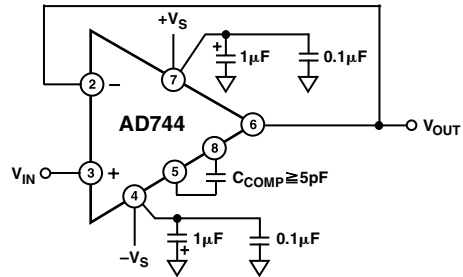 +VS
+
1µF
0.1µF
2
–
7
AD744
6
VOUT
8
VIN
3
+
5
CCOMP≧5pF
4
–VS
1µF
+
0.1µF